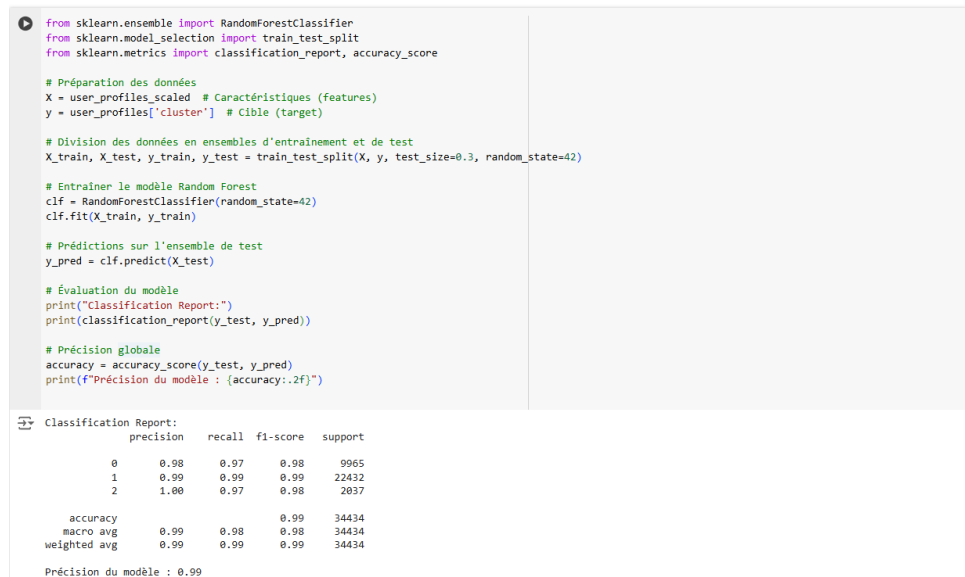 from sklearn.ensemble import RandomForestClassifier
from sklearn.model_selection import train_test_split
from sklearn.metrics import classification_report, accuracy_score
# Préparation des données
X = user_profiles_scaled  # Caractéristiques (features)
y = user_profiles['cluster']  # Cible (target)
# Division des données en ensembles d'entraînement et de test
X_train, X_test, y_train, y_test = train_test_split(X, y, test_size=0.3, random_state=42)
# Entraîner le modèle Random Forest
clf = RandomForestClassifier(random_state=42)
clf.fit(X_train, y_train)
# Prédictions sur l'ensemble de test
y_pred = clf.predict(X_test)
# Évaluation du modèle
print("Classification Report:")
print(classification_report(y_test, y_pred))
# Précision globale
accuracy = accuracy_score(y_test, y_pred)
print(f"Précision du modèle : {accuracy:.2f}")
Classification Report:
precision recall f1-score support
0 0.98 0.97 0.98 9965
1 0.99 0.99 0.99 22432
2 1.00 0.97 0.98 2037
accuracy 0.99 34434
macro avg 0.99 0.98 0.98 34434
weighted avg 0.99 0.99 0.99 34434
Précision du modèle : 0.99